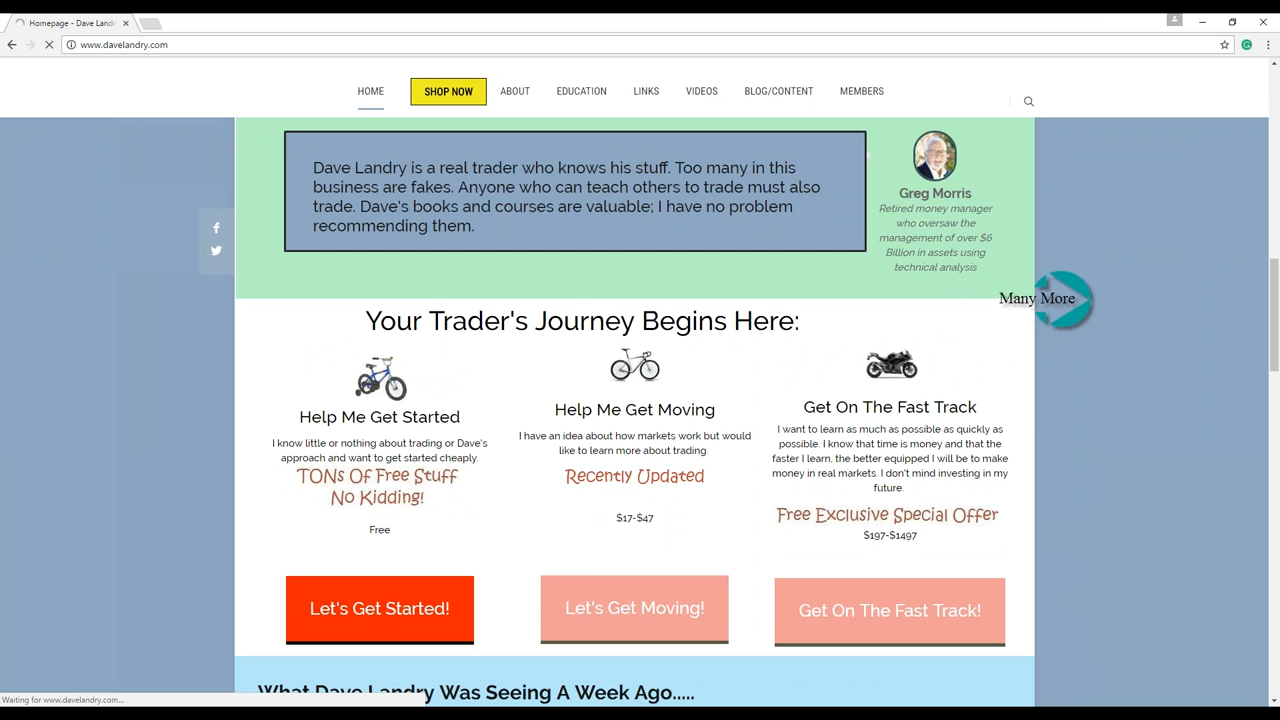 Homepage - Dave Land
www.davelandry.com
HOME
SHOP NOW
ABOUT
EDUCATION
LINKS
VIDEOS
BLOG/CONTENT
MEMBERS
Dave Landry is a real trader who knows his stuff. Too many in this
business are fakes. Anyone who can teach others to trade must also
trade. Dave's books and courses are valuable; I have no problem
recommending them.
Greg Morris
Retired money manager
who oversaw the
management of over $6
Billion in assets using
technical analysis
Many More
Your Trader's Journey Begins Here:
Help Me Get Started
I know little or nothing about trading or Dave's
approach and want to get started cheaply.
TONs Of Free Stuff
No Kidding!
Free
Let's Get Started!
Help Me Get Moving
I have an idea about how markets work but would
like to learn more about trading.
Recently Updated
$17-$47
Let's Get Moving!
Get On The Fast Track
I want to learn as much as possible as quickly as
possible. I know that time is money and that the
faster I learn, the better equipped I will be to make
money in real markets. I don't mind investing in my
future.
Free Exclusive Special Offer
$197-$1497
Get On The Fast Track!
What Dave Landry Was Seeing A Week Ago.....
Waiting for www.davelandry.com...